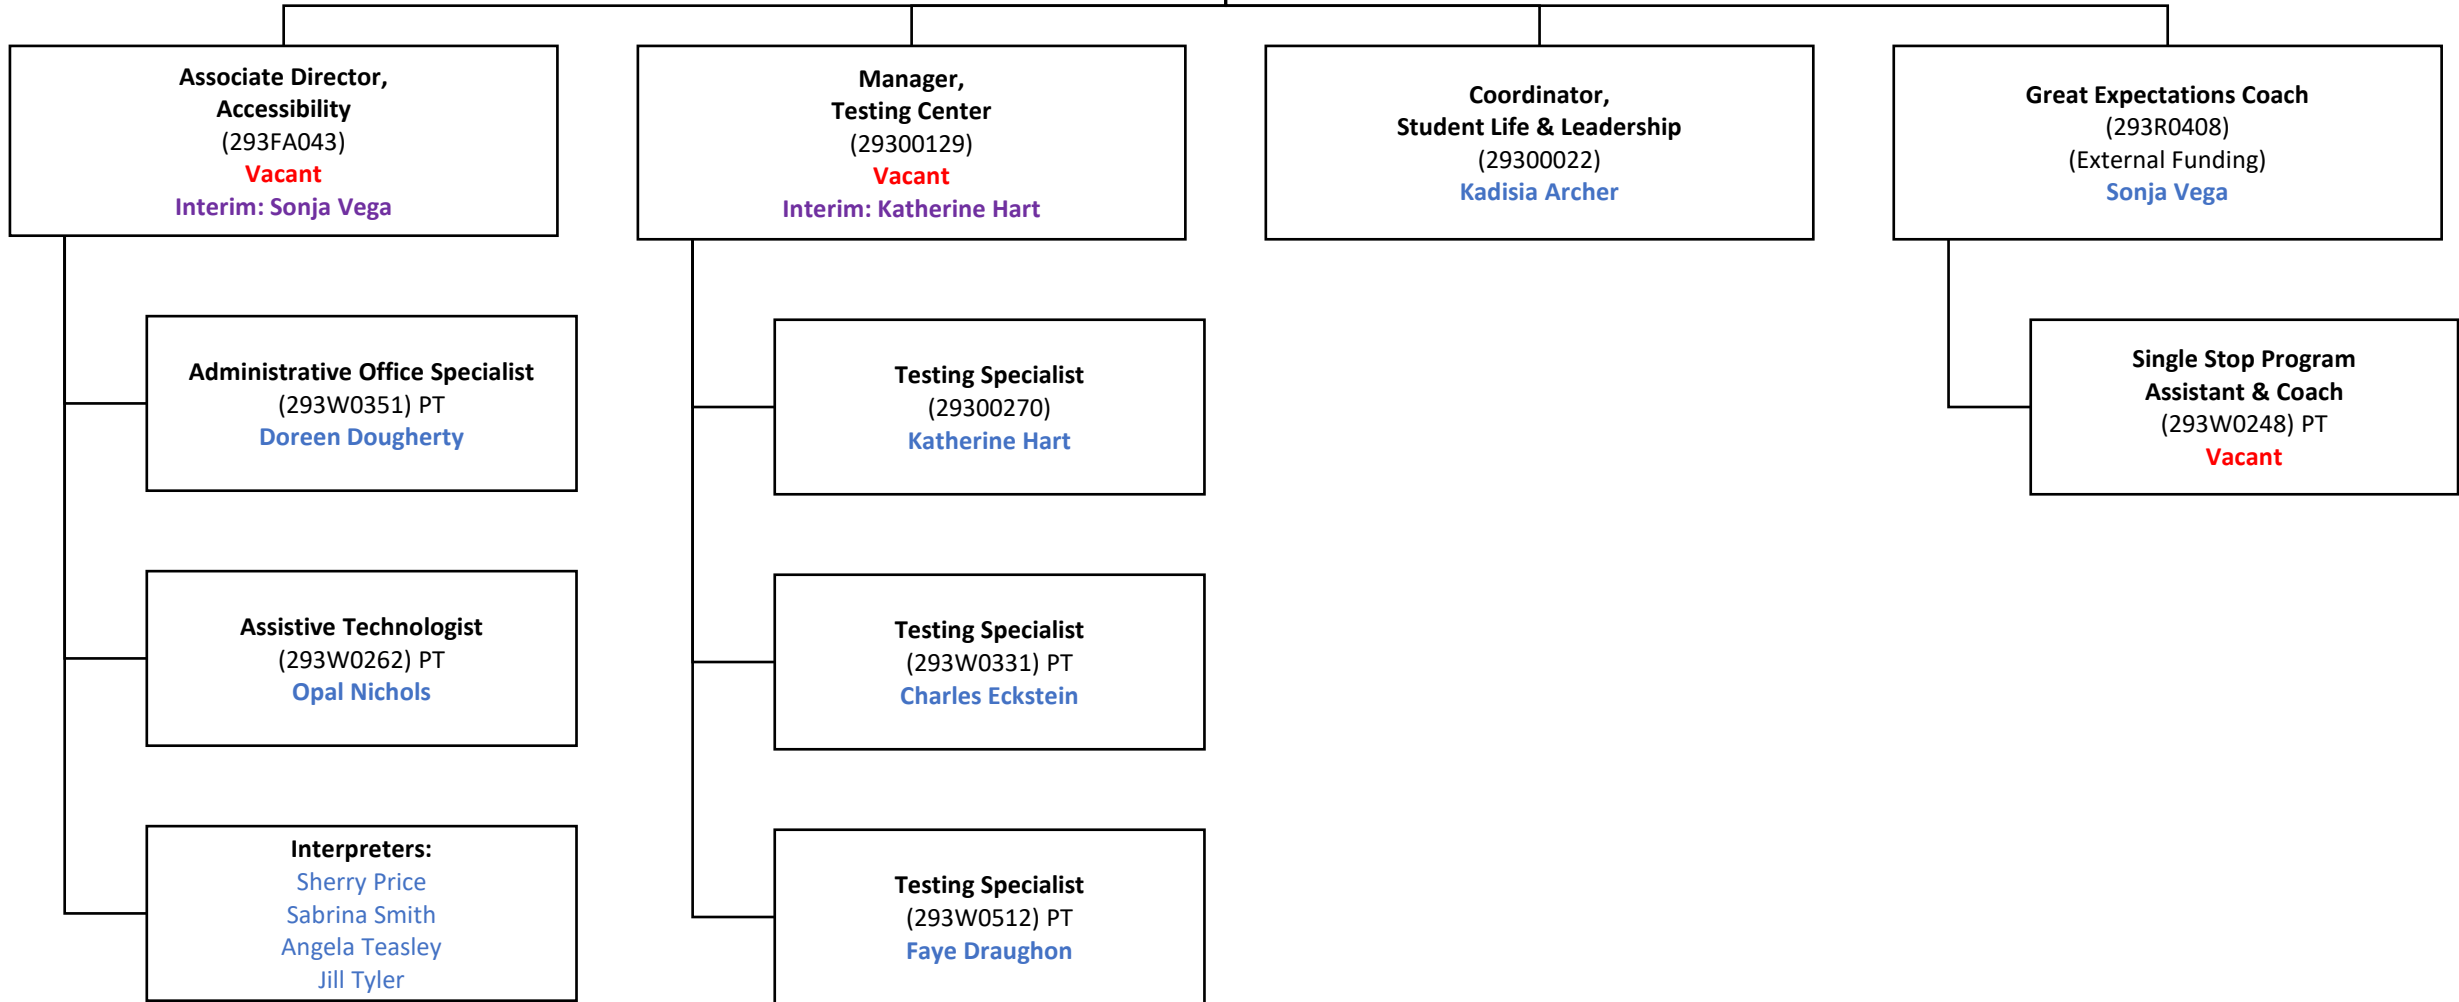 Associate Director,
Accessibility
(293FA043)
Vacant
Interim: Sonja Vega
Manager,
Testing Center
(29300129)
Vacant
Interim: Katherine Hart
Coordinator,
Student Life & Leadership
(29300022)
Kadisia Archer
Great Expectations Coach
(293R0408)
(External Funding)
Sonja Vega
Administrative Office Specialist
(293W0351) PT
Doreen Dougherty
Testing Specialist
(29300270)
Katherine Hart
Single Stop Program
Assistant & Coach
(293W0248) PT
Vacant
Assistive Technologist
(293W0262) PT
Opal Nichols
Testing Specialist
(293W0331) PT
Charles Eckstein
Interpreters:
Sherry Price
Sabrina Smith
Angela Teasley
Jill Tyler
Testing Specialist
(293W0512) PT
Faye Draughon